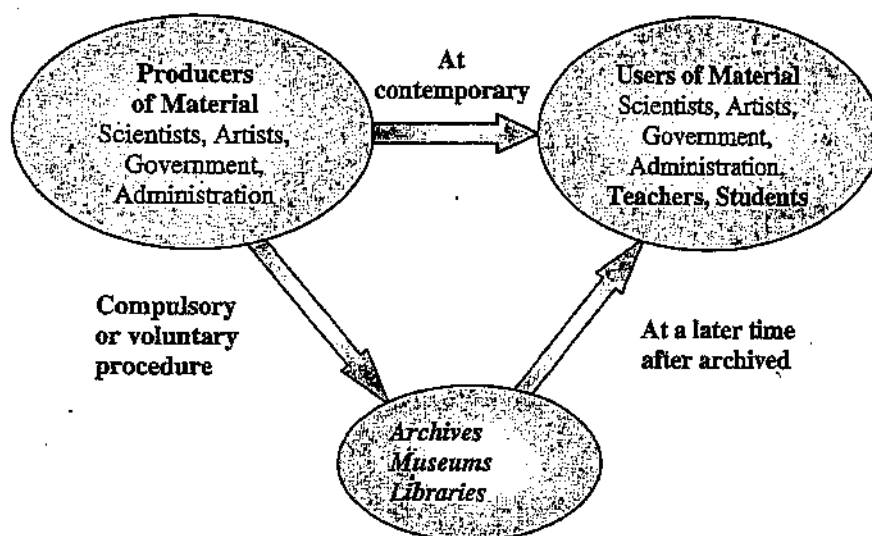 Producers
of Material
Scientists, Artists,
Government,
Administration
At
contemporary
Users of Material
Scientists, Artists,
Government,
Administration,
Teachers, Students
Compulsory
or voluntary
procedure
At a later time
after archived
Archives
Museums
Libraries